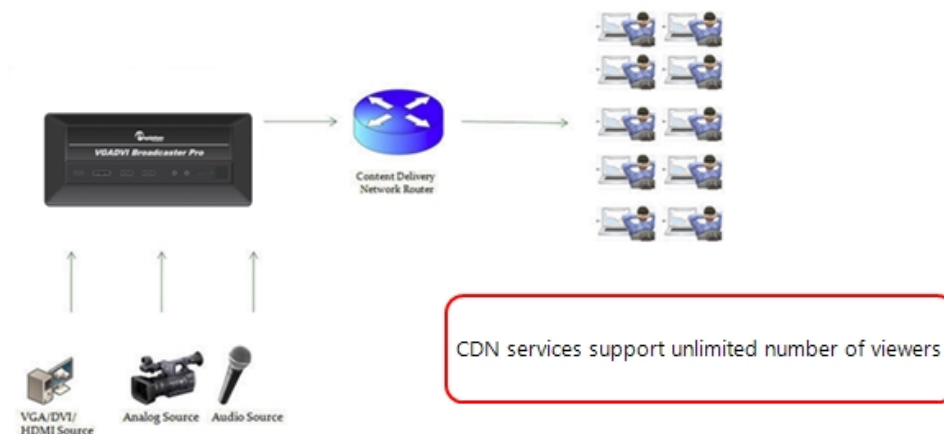 VGADVI Broadcaster Pro
Content Delivery
Network Router
CDN services support unlimited number of viewers
VGA/DVI/
HDMI Source
Analog Source
Audio Source